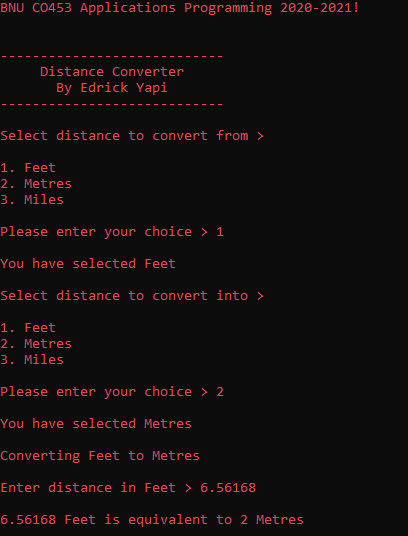 BNU CO453 Applications Programming 2020-2021!
----------------------------
Distance Converter
By Edrick Yapi
----------------------------
Select distance to convert from >
1. Feet
2. Metres
3. Miles
Please enter your choice > 1
You have selected Feet
Select distance to convert into >
1. Feet
2. Metres
3. Miles
Please enter your choice > 2
You have selected Metres
Converting Feet to Metres
Enter distance in Feet > 6.56168
6.56168 Feet is equivalent to 2 Metres